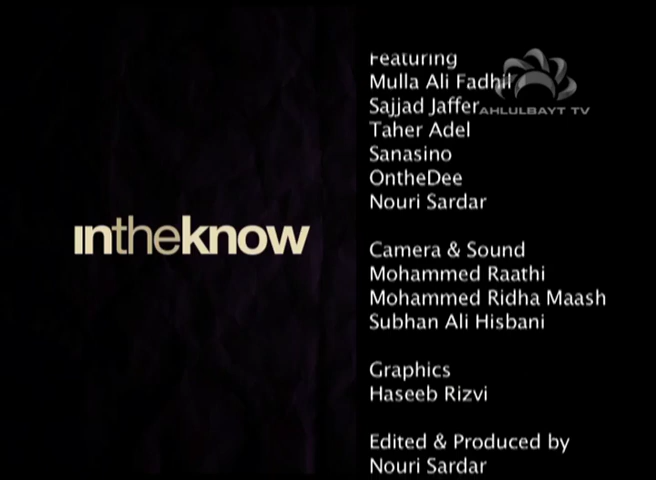 intheknow
Featuring
Mulla Ali Fadhil
Sajjad Jaffer
AHLULBAYT TV
Taher Adel
Sanasino
OntheDee
Nouri Sardar
Camera & Sound
Mohammed Raathi
Mohammed Ridha Maash
Subhan Ali Hisbani
Graphics
Haseeb Rizvi
Edited & Produced by
Nouri Sardar